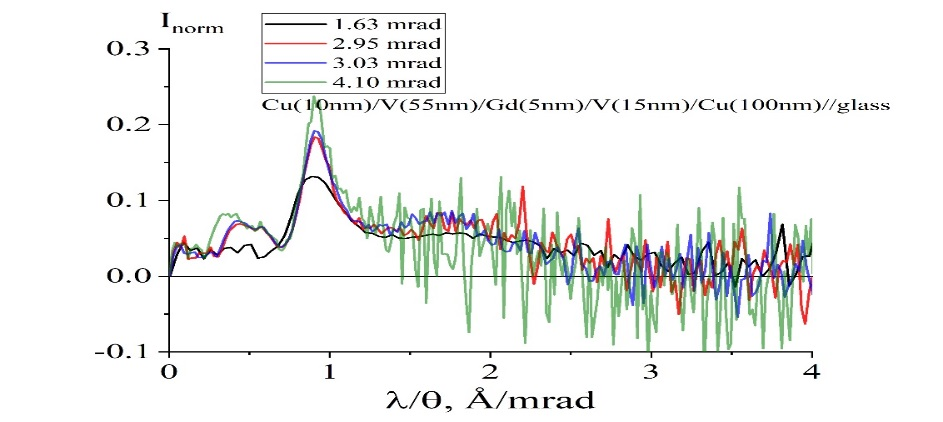 I norm
1.63 mrad
2.95 mrad
3.03 mrad
4.10 mrad
Cu(10nm)/V(55nm)/Gd(5nm)/V(15nm)/Cu(100nm)//glass
0.3
0.2
0.1
0.0
-0.1
0 1 2 3 4
λ/θ, Å/mrad